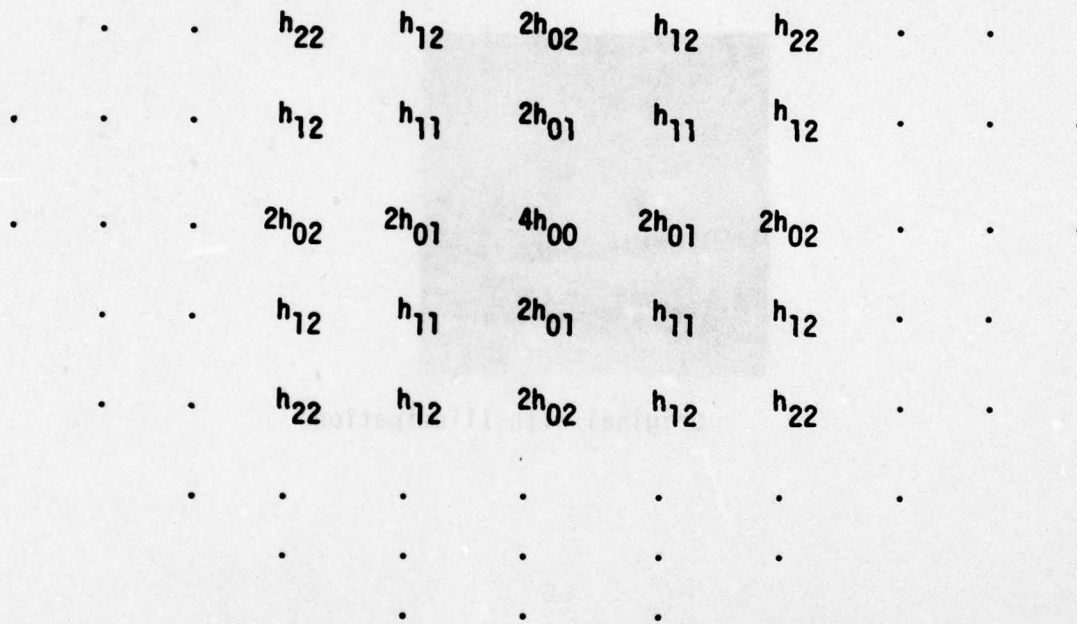 . . h22 h12 2h02 h12 h22 . .
. . . h12 h11 2h01 h11 h12 . . .
. . . 2h02 2h01 4h00 2h01 2h02 . . .
. . h12 h11 2h01 h11 h12 . .
. . h22 h12 2h02 h12 h22 . .
. . . . . . .
. . . . .
. . .